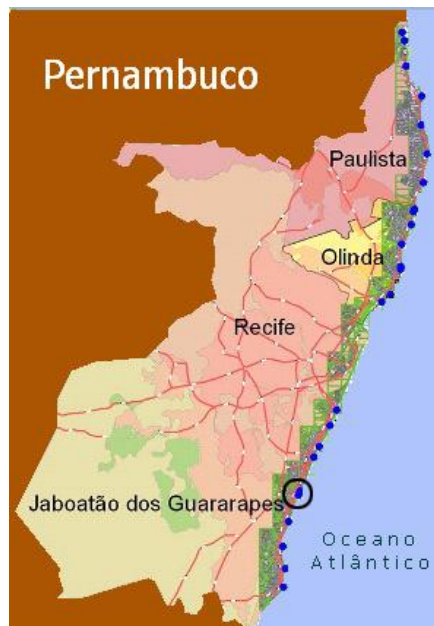 Pernambuco
Paulista
Olinda
Recife
Jaboatão dos Guararapes
Oceano
Atlântico